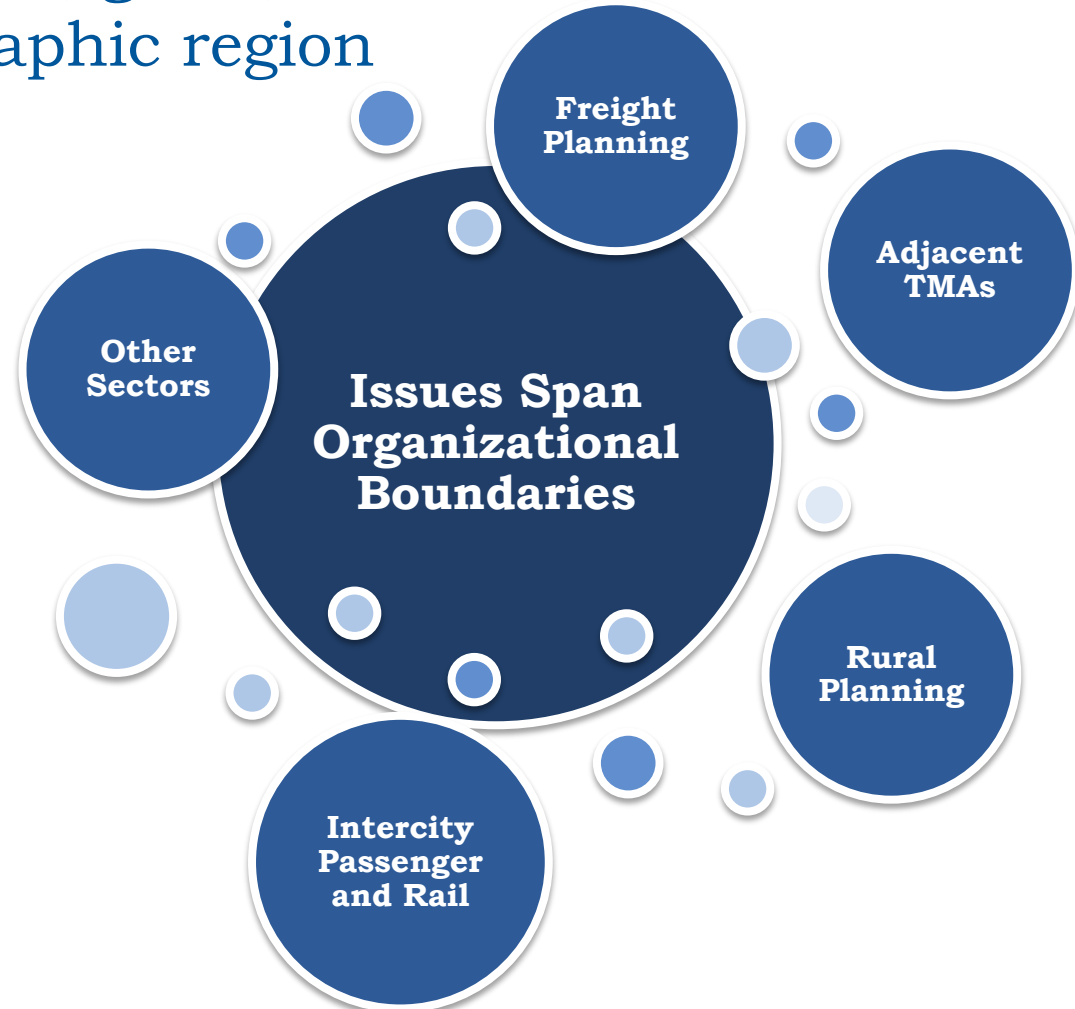 aphic region
Freight
Planning
Adjacent
TMAs
Other
Sectors
Issues Span
Organizational
Boundaries
Rural
Planning
Intercity
Passenger
and Rail